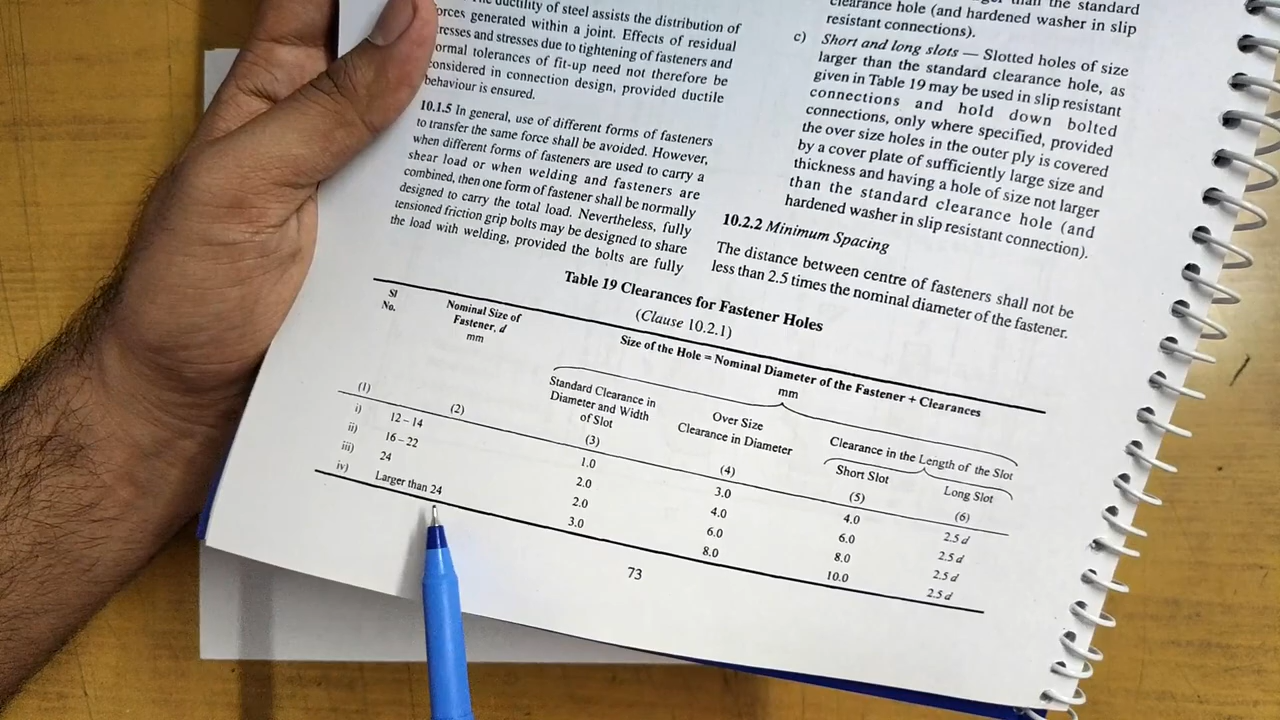 ductility of steel assists the distribution of
forces generated within a joint. Effects of residual
stresses and stresses due to tightening of fasteners and
normal tolerances of fit-up need not therefore be
considered in connection design, provided ductile
behaviour is ensured.
10.1.5 In general, use of different forms of fasteners
to transfer the same force shall be avoided. However,
when different forms of fasteners are used to carry a
shear load or when welding and fasteners are
combined, then one form of fastener shall be normally
designed to carry the total load. Nevertheless, fully
tensioned friction grip bolts may be designed to share
the load with welding, provided the bolts are fully
than the standard
clearance hole (and hardened washer in slip
resistant connections).
c) Short and long slots — Slotted holes of size
larger than the standard clearance hole, as
given in Table 19 may be used in slip resistant
connections and hold down bolted
connections, only where specified, provided
the over size holes in the outer ply is covered
by a cover plate of sufficiently large size and
thickness and having a hole of size not larger
than the standard clearance hole (and
hardened washer in slip resistant connection).
10.2.2 Minimum Spacing
The distance between centre of fasteners shall not be
less than 2.5 times the nominal diameter of the fastener.
Table 19 Clearances for Fastener Holes
(Clause 10.2.1)
Sl No. Nominal Size of Fastener, d mm Size of the Hole = Nominal Diameter of the Fastener + Clearances
mm
Standard Clearance in Diameter and Width of Slot Over Size Clearance in Diameter Clearance in the Length of the Slot
Short Slot Long Slot
(1) (2) (3) (4) (5) (6)
i) 12 – 14 1.0 3.0 4.0 2.5 d
ii) 16 – 22 2.0 4.0 6.0 2.5 d
iii) 24 2.0 6.0 8.0 2.5 d
iv) Larger than 24 3.0 8.0 10.0 2.5 d
73